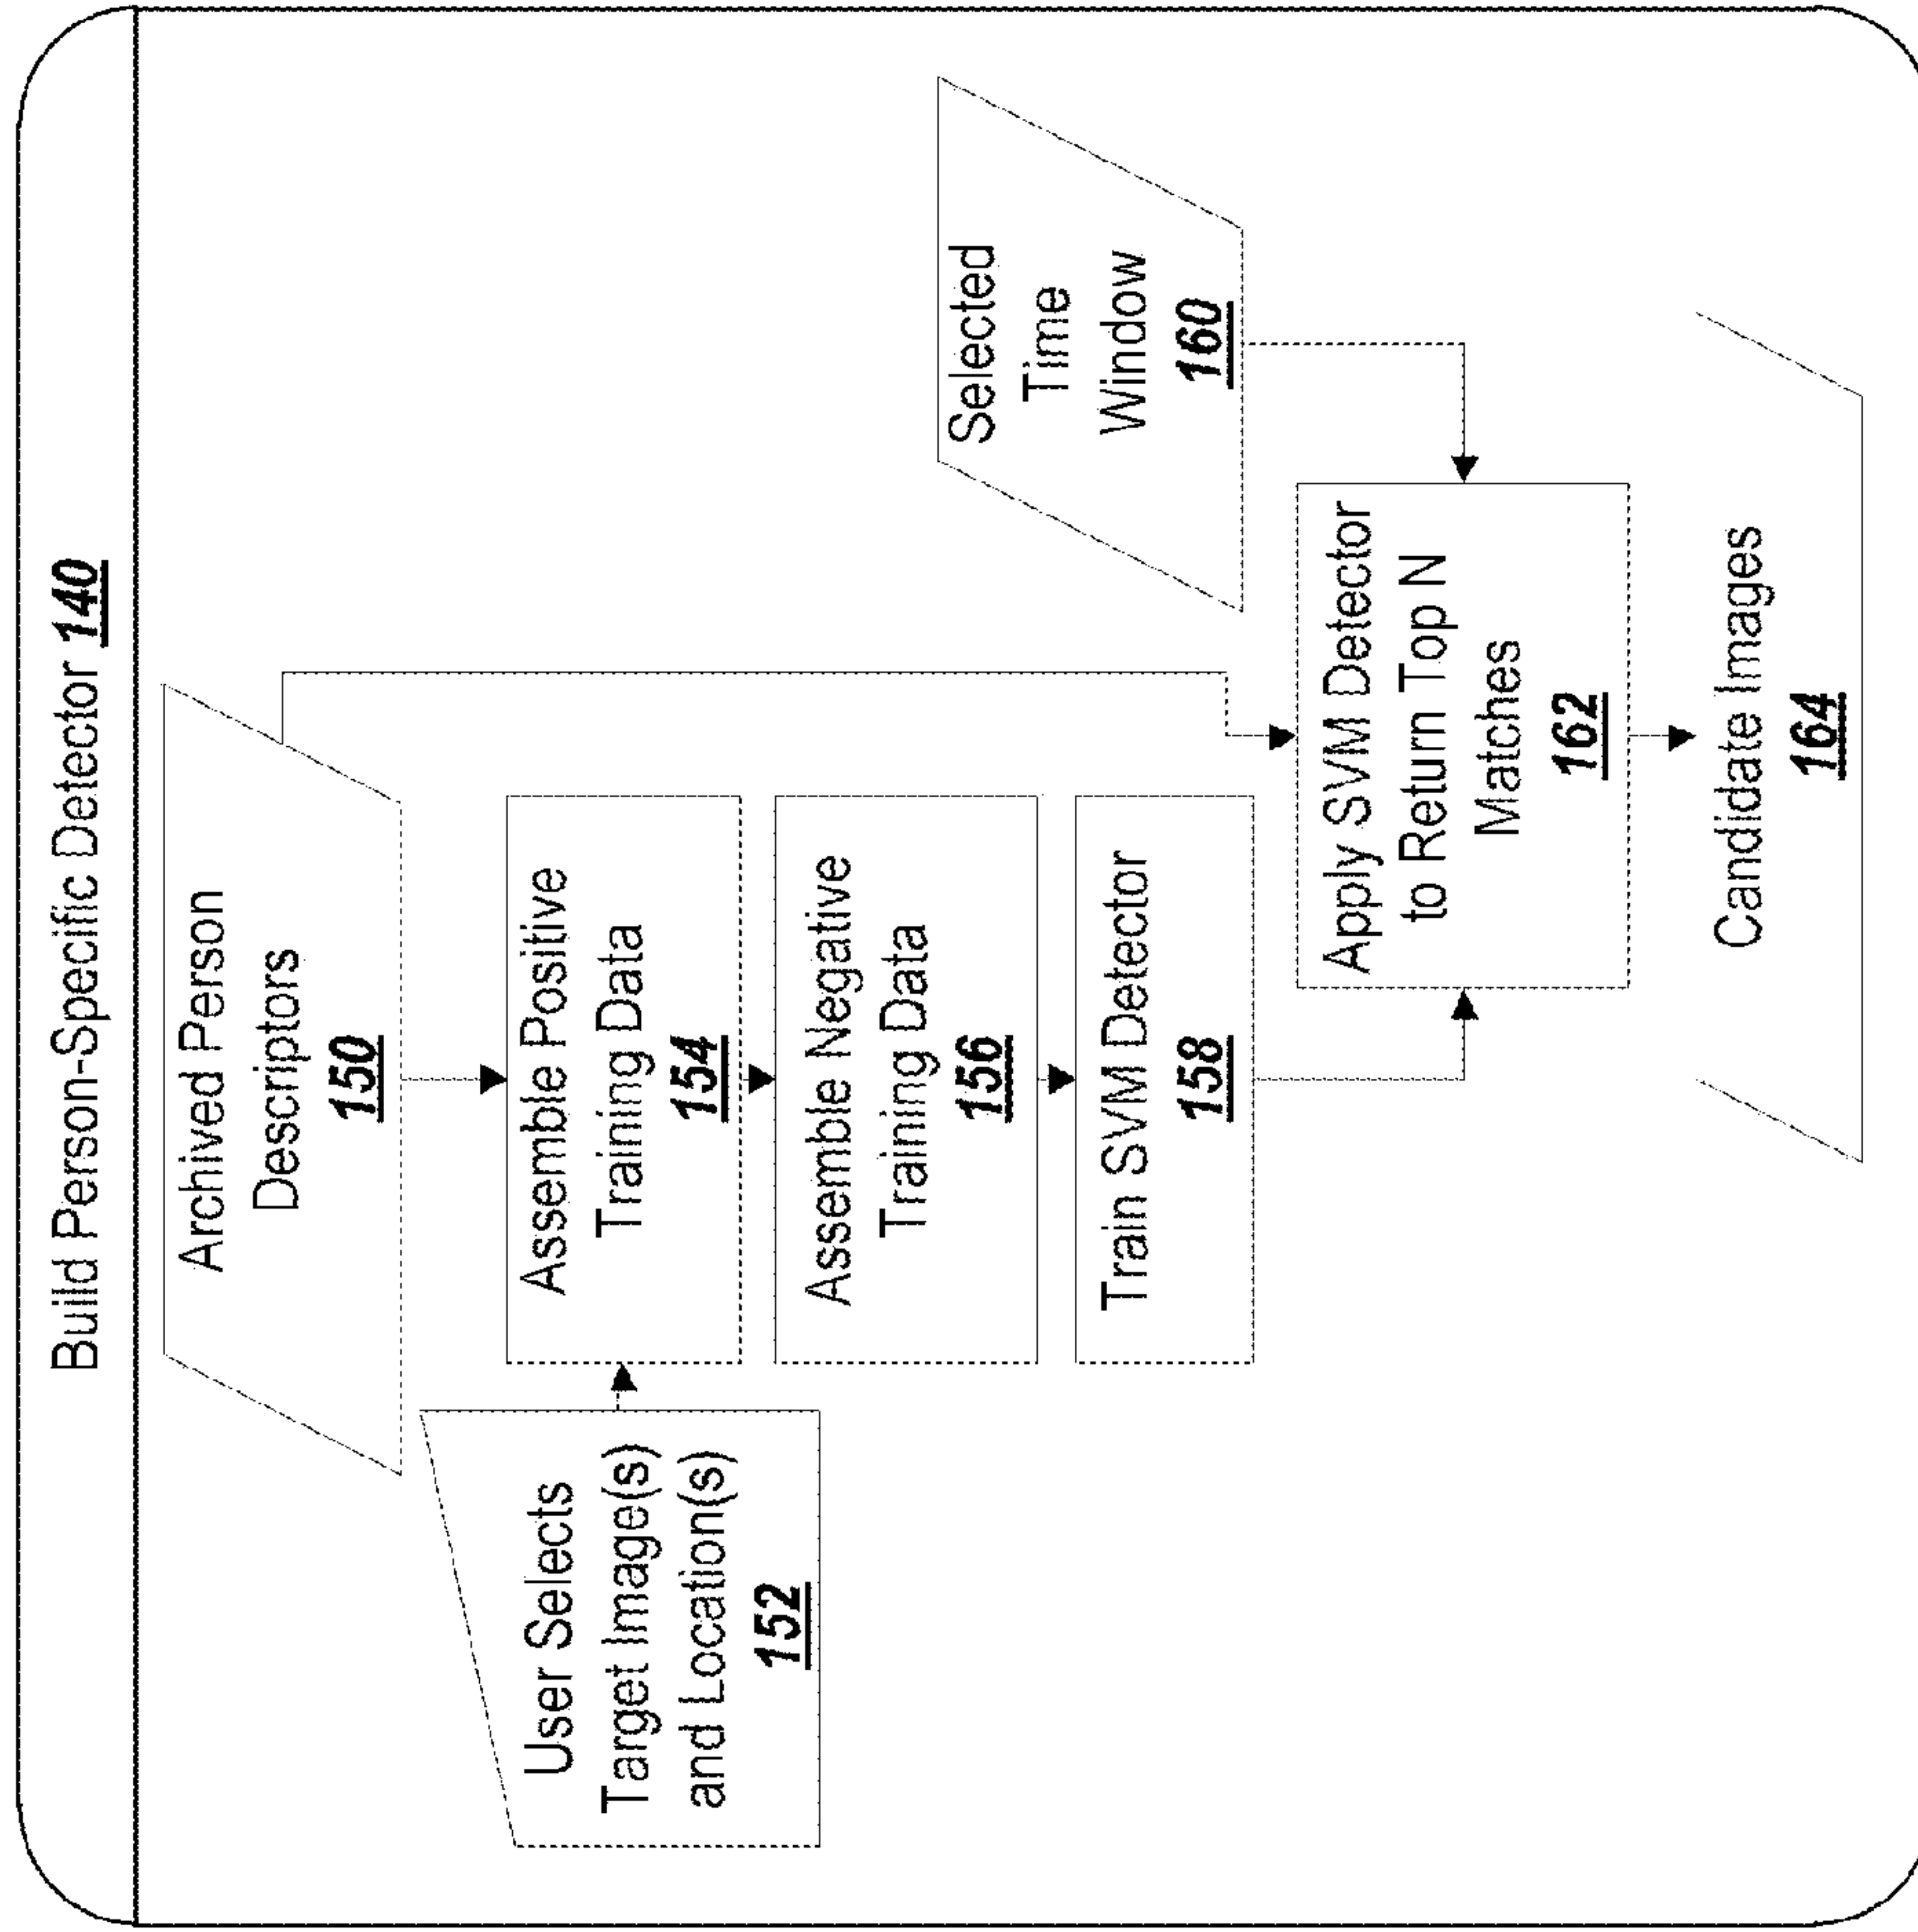 Build Person-Specific Detector 140
Archived Person
Descriptors
150
User Selects
Target Image(s)
and Location(s)
152
Assemble Positive
Training Data
154
Assemble Negative
Training Data
156
Train SVM Detector
158
Selected
Time
Window
160
Apply SVM Detector
to Return Top N
Matches
162
Candidate Images
164